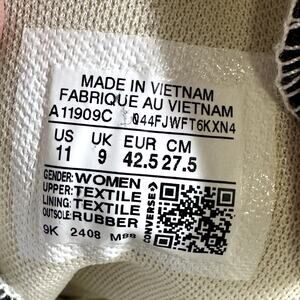 MADE IN VIETNAM
FABRIQUE AU VIETNAM
A11909C 044FJWFT6KXN4
US UK EUR CM
11 9 42.5 27.5
GENDER: WOMEN
UPPER: TEXTILE
LINING: TEXTILE
OUTSOLE: RUBBER
CONVERSE
9K 2408